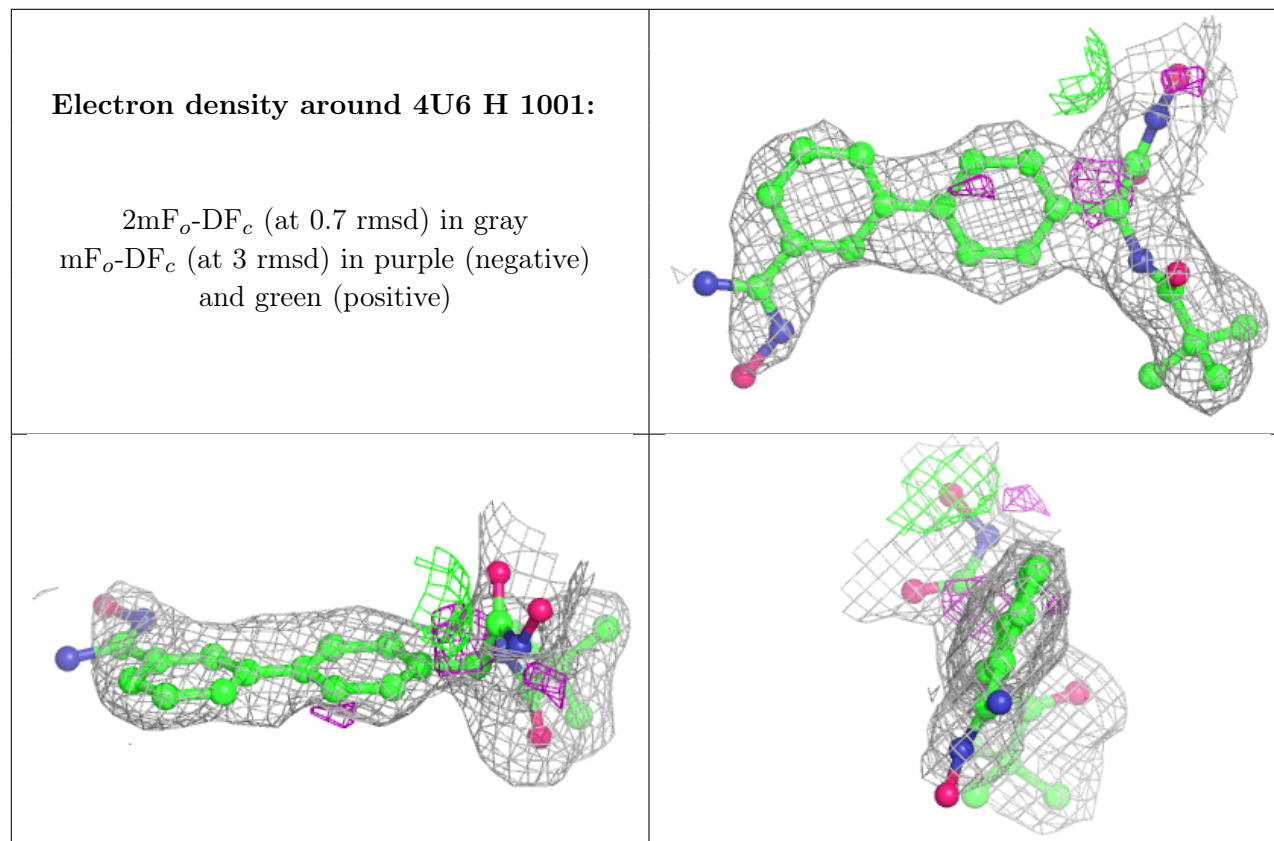 Electron density around 4U6 H 1001:
2mFo-DFc (at 0.7 rmsd) in gray
mFo-DFc (at 3 rmsd) in purple (negative)
and green (positive)